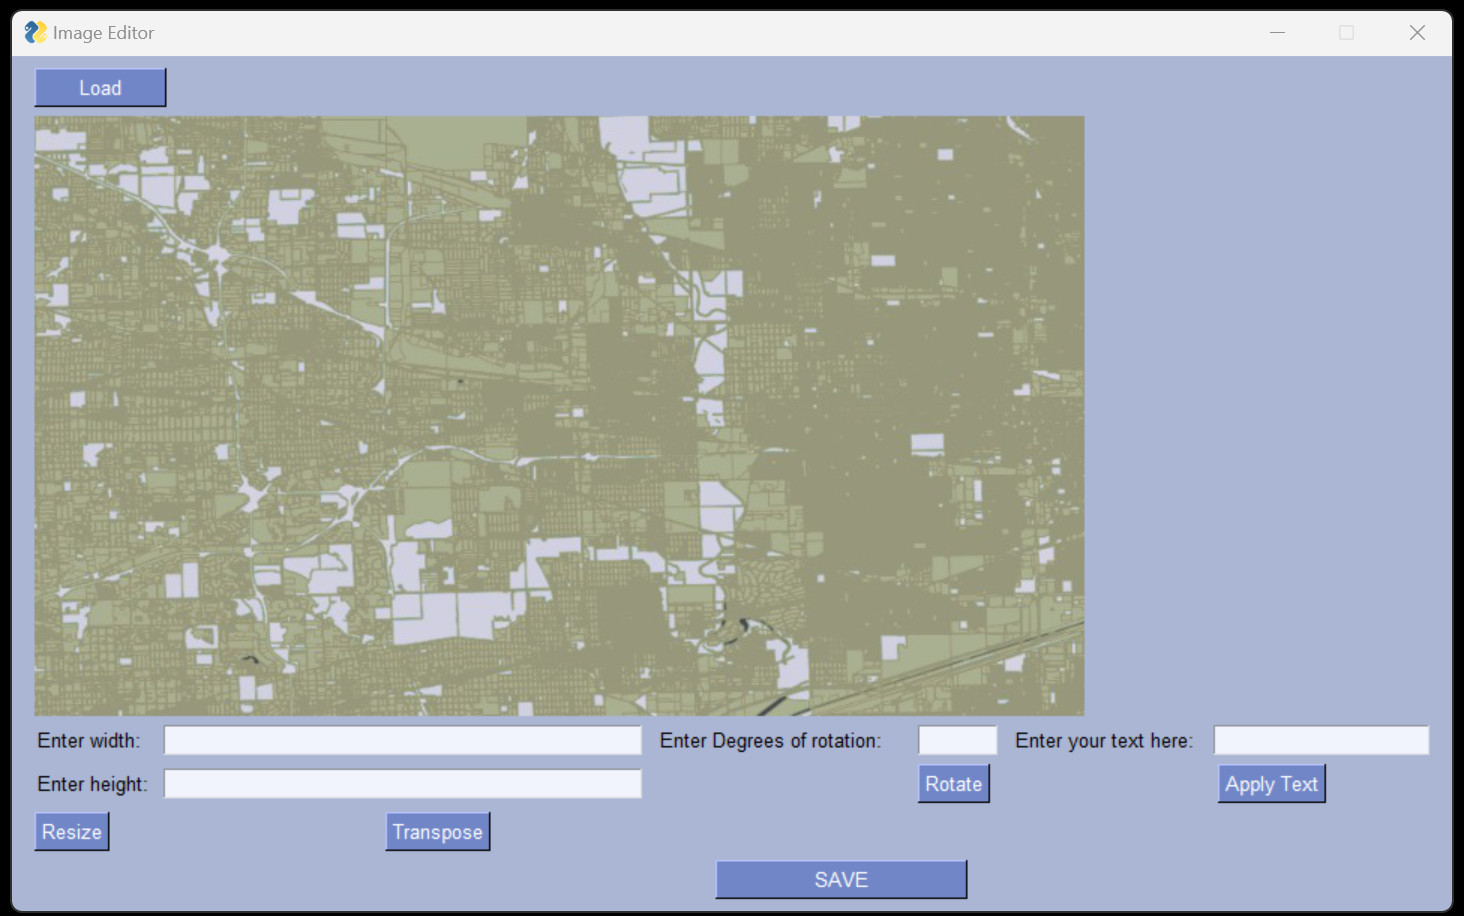 Image Editor
Load
Enter width:
Enter Degrees of rotation:
Enter your text here:
Enter height:
Rotate
Apply Text
Resize
Transpose
SAVE